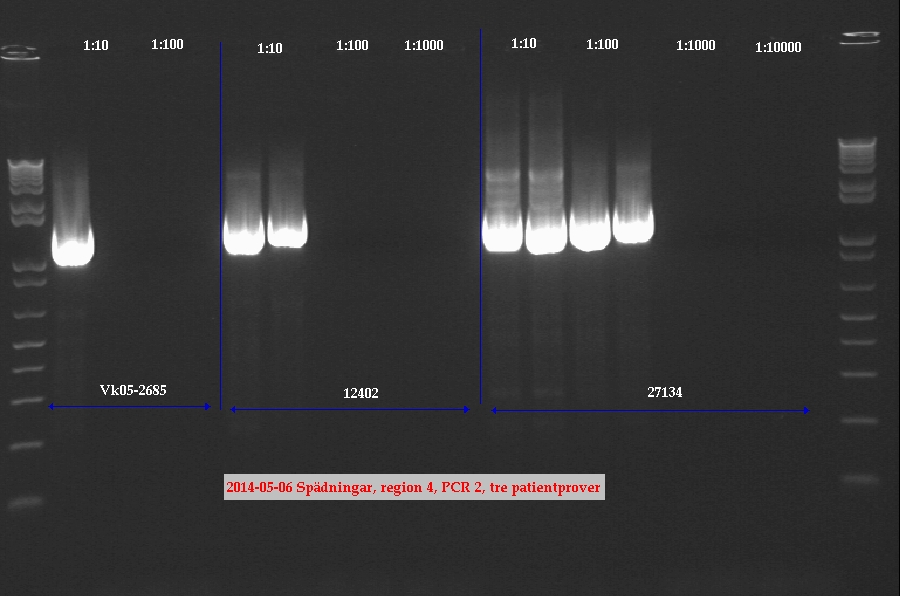 1:10 1:100 1:10 1:100 1:1000 1:10 1:100 1:1000 1:10000
Vk05-2685 12402 27134
2014-05-06 Spädningar, region 4, PCR 2, tre patientprover